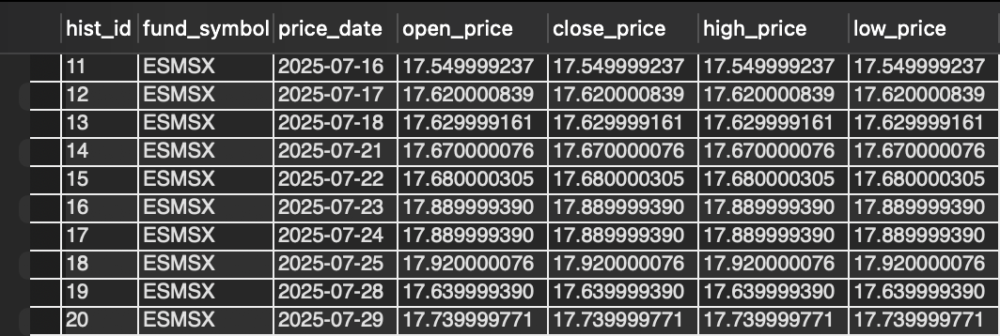 hist_id fund_symbol price_date open_price close_price high_price low_price
11 ESMSX 2025-07-16 17.549999237 17.549999237 17.549999237 17.549999237
12 ESMSX 2025-07-17 17.620000839 17.620000839 17.620000839 17.620000839
13 ESMSX 2025-07-18 17.629999161 17.629999161 17.629999161 17.629999161
14 ESMSX 2025-07-21 17.670000076 17.670000076 17.670000076 17.670000076
15 ESMSX 2025-07-22 17.680000305 17.680000305 17.680000305 17.680000305
16 ESMSX 2025-07-23 17.889999390 17.889999390 17.889999390 17.889999390
17 ESMSX 2025-07-24 17.889999390 17.889999390 17.889999390 17.889999390
18 ESMSX 2025-07-25 17.920000076 17.920000076 17.920000076 17.920000076
19 ESMSX 2025-07-28 17.639999390 17.639999390 17.639999390 17.639999390
20 ESMSX 2025-07-29 17.739999771 17.739999771 17.739999771 17.739999771